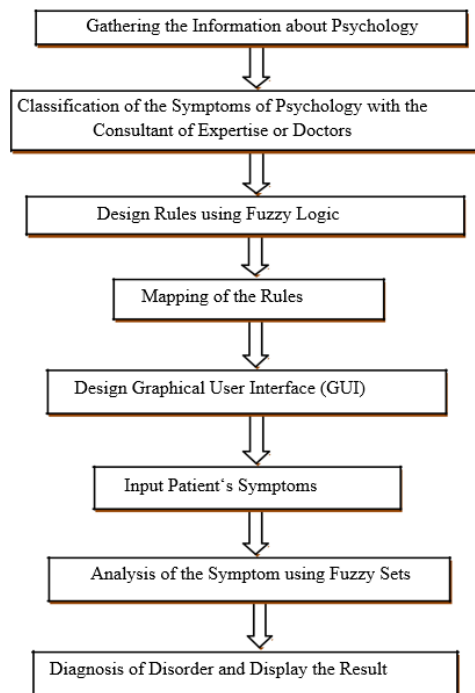 Gathering the Information about Psychology
Classification of the Symptoms of Psychology with the
Consultant of Expertise or Doctors
Design Rules using Fuzzy Logic
Mapping of the Rules
Design Graphical User Interface (GUI)
Input Patient‘s Symptoms
Analysis of the Symptom using Fuzzy Sets
Diagnosis of Disorder and Display the Result